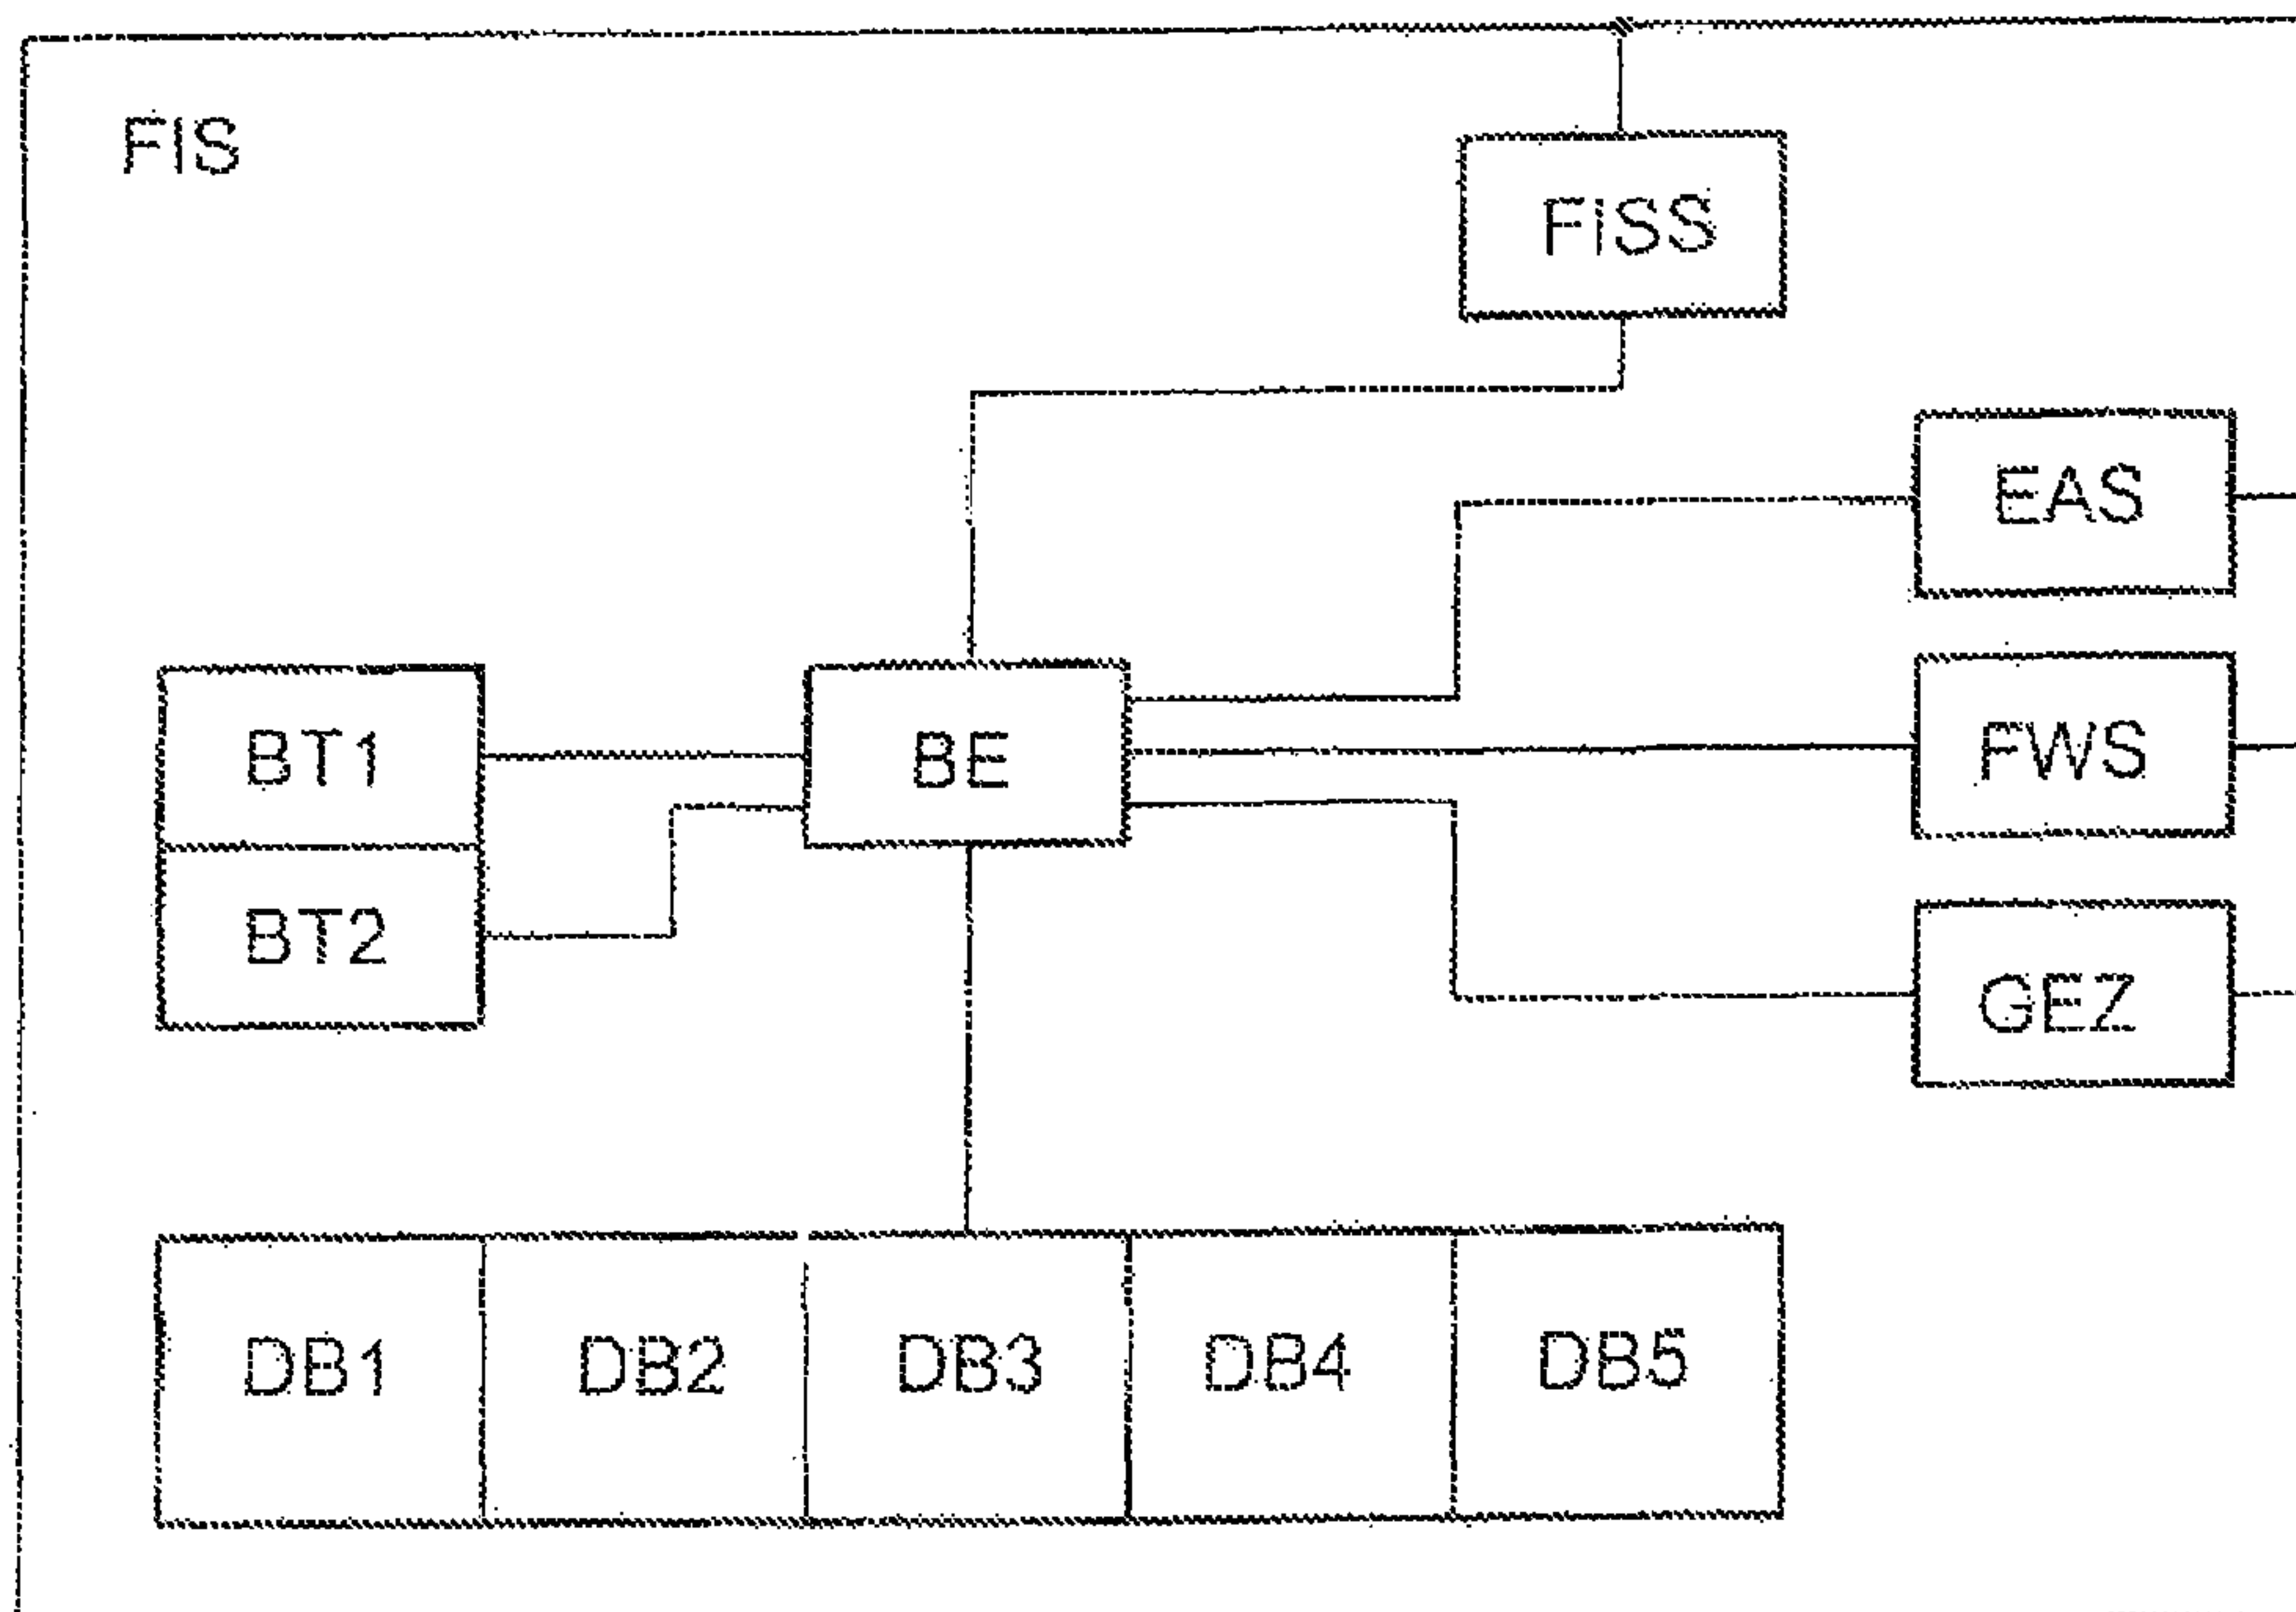 FIS
FISS
EAS
BT1
BE
FWS
BT2
GEZ
DB1 DB2 DB3 DB4 DB5